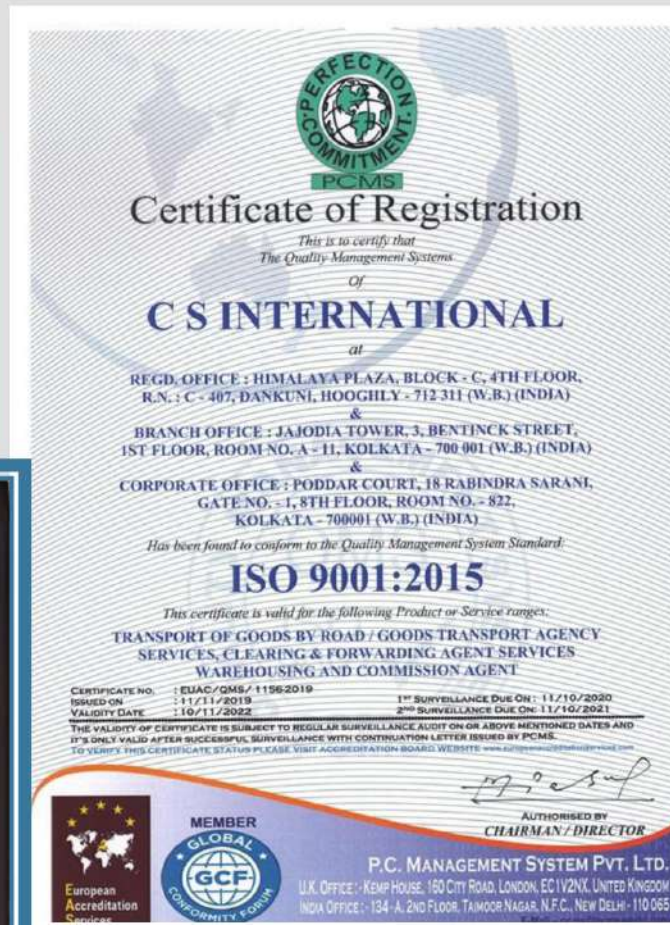 PERFECTION
COMMITMENT
PCMS
Certificate of Registration
This is to certify that
The Quality Management Systems
Of
C S INTERNATIONAL
at
REGD. OFFICE : HIMALAYA PLAZA, BLOCK - C, 4TH FLOOR,
R.N. : C - 407, DANKUNI, HOOGHLY - 712 311 (W.B.) (INDIA)
&
BRANCH OFFICE : JAJODIA TOWER, 3, BENTINCK STREET,
1ST FLOOR, ROOM NO. A - 11, KOLKATA - 700 001 (W.B.) (INDIA)
&
CORPORATE OFFICE : PODDAR COURT, 18 RABINDRA SARANI,
GATE NO. - 1, 8TH FLOOR, ROOM NO. - 822,
KOLKATA - 700001 (W.B.) (INDIA)
Has been found to conform to the Quality Management System Standard:
ISO 9001:2015
This certificate is valid for the following Product or Service ranges:
TRANSPORT OF GOODS BY ROAD / GOODS TRANSPORT AGENCY
SERVICES, CLEARING & FORWARDING AGENT SERVICES
WAREHOUSING AND COMMISSION AGENT
CERTIFICATE NO. : EUAC/QMS/ 1156-2019
ISSUED ON : 11/11/2019 1ST SURVEILLANCE DUE ON : 11/10/2020
VALIDITY DATE : 10/11/2022 2ND SURVEILLANCE DUE ON: 11/10/2021
THE VALIDITY OF CERTIFICATE IS SUBJECT TO REGULAR SURVEILLANCE AUDIT ON OR ABOVE MENTIONED DATES AND
IT'S ONLY VALID AFTER SUCCESSFUL SURVEILLANCE WITH CONTINUATION LETTER ISSUED BY PCMS.
TO VERIFY THIS CERTIFICATE STATUS PLEASE VISIT ACCREDITATION BOARD WEBSITE
AUTHORISED BY
CHAIRMAN / DIRECTOR
MEMBER
GLOBAL
GCF
CONFORMITY FORUM
European
Accreditation
Services
P.C. MANAGEMENT SYSTEM PVT. LTD.
U.K. OFFICE :- KEMP HOUSE, 160 CITY ROAD, LONDON, EC1V2NX, UNITED KINGDOM
INDIA OFFICE :- 134-A, 2ND FLOOR, TAIMOOR NAGAR, N.F.C., NEW DELHI - 110 065